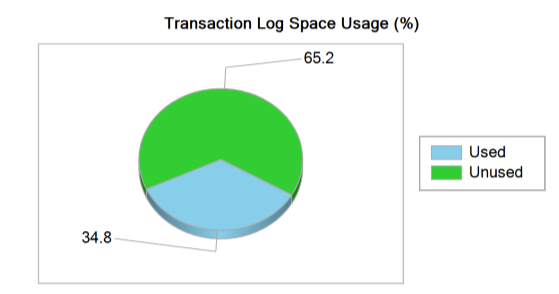 Transaction Log Space Usage (%)
65.2
Used
Unused
34.8